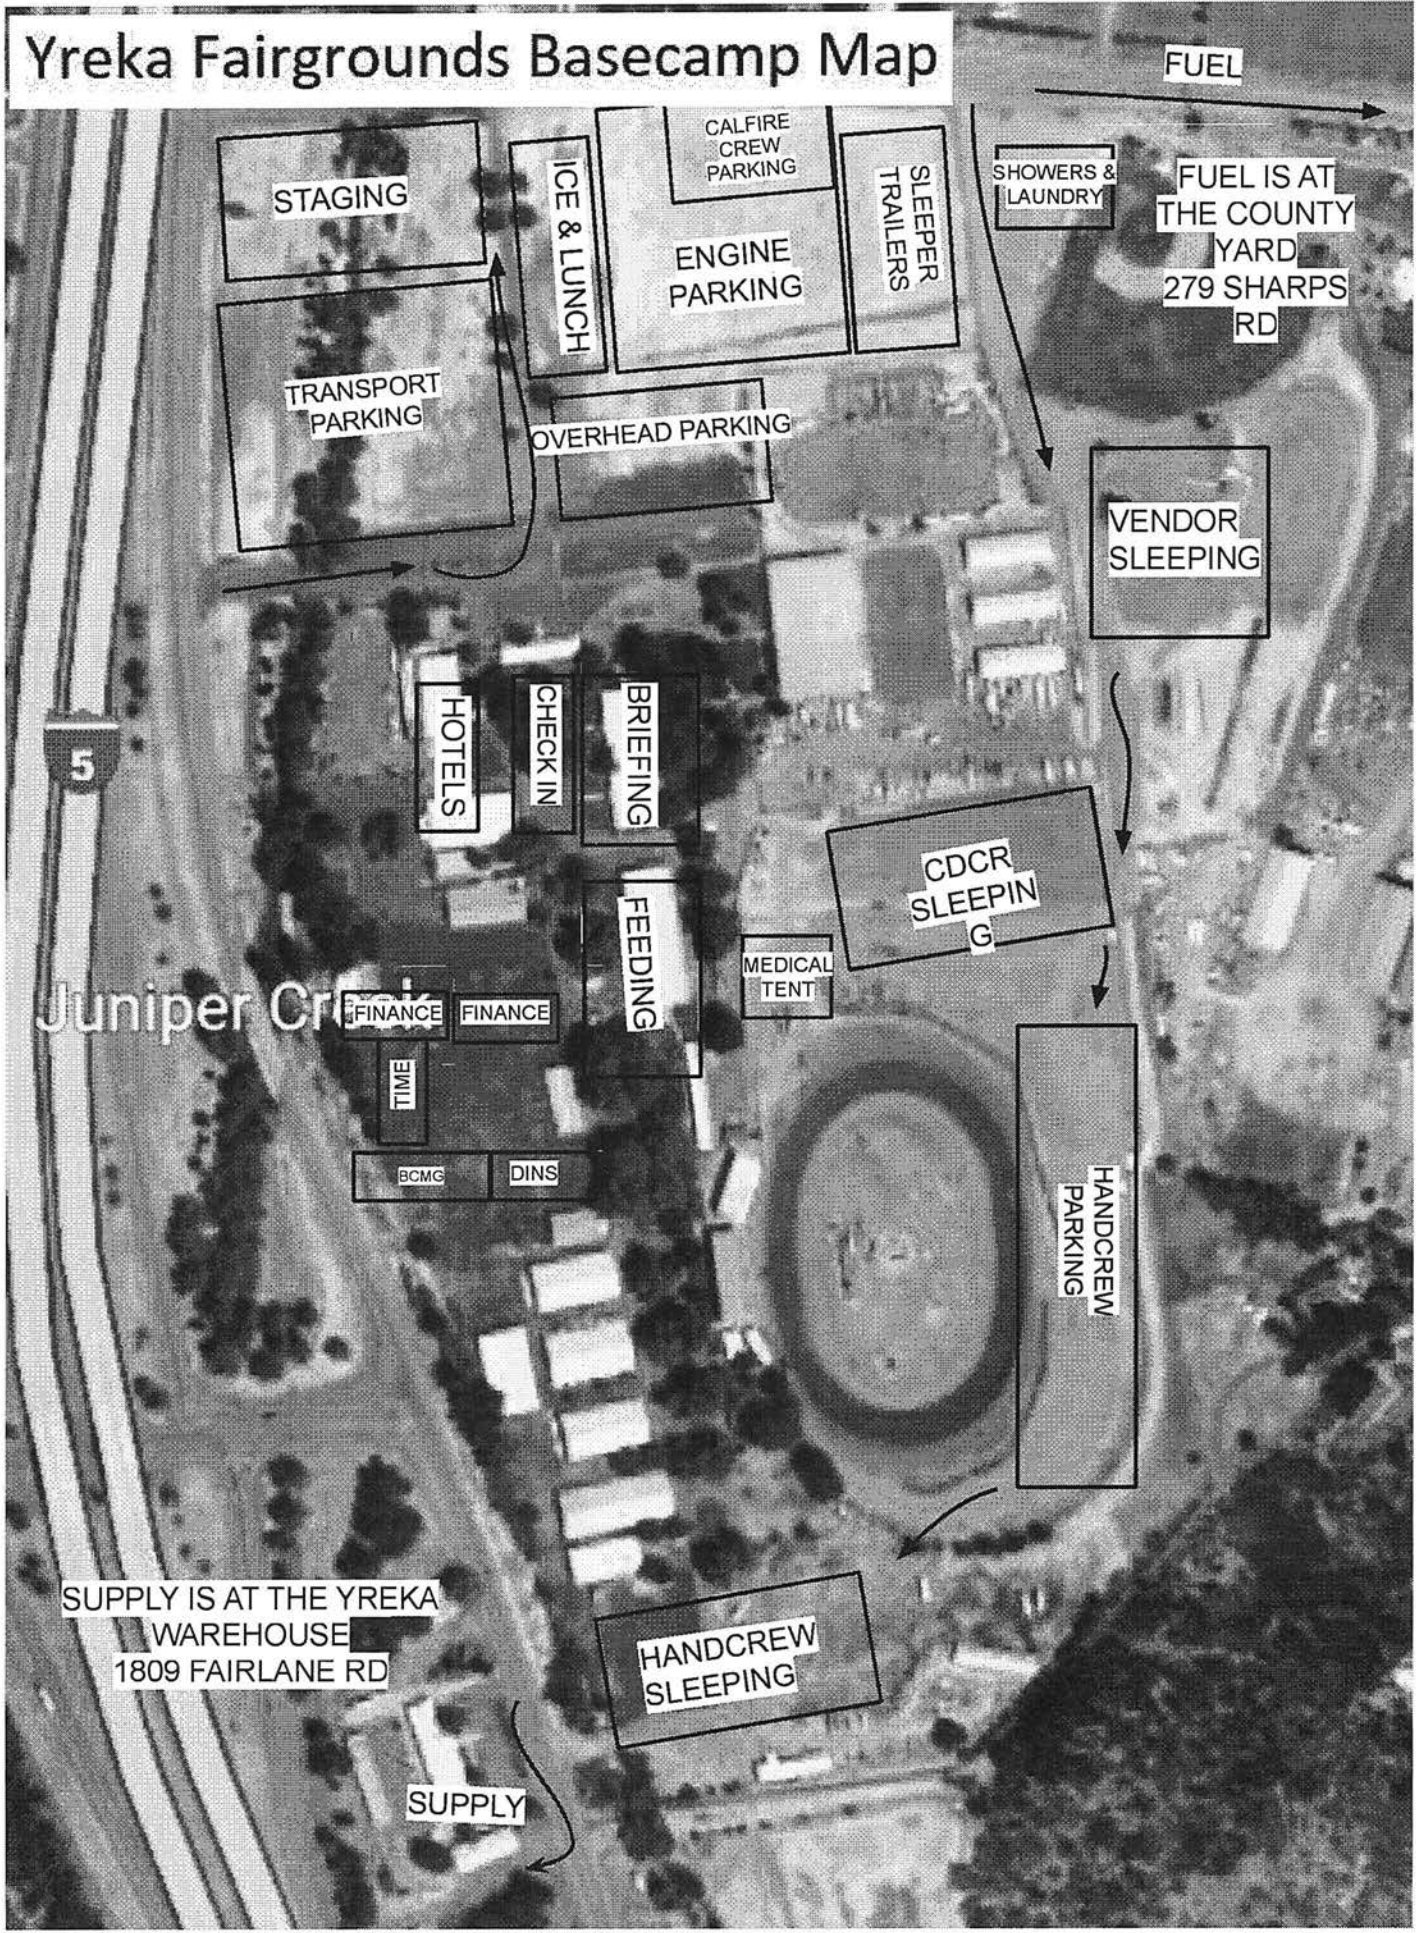 Yreka Fairgrounds Basecamp Map
FUEL
CALFIRE
CREW
PARKING
STAGING
ICE & LUNCH
SLEEPER
TRAILERS
SHOWERS &
LAUNDRY
FUEL IS AT
THE COUNTY
YARD
279 SHARPS
RD
ENGINE
PARKING
TRANSPORT
PARKING
OVERHEAD PARKING
VENDOR
SLEEPING
5
HOTELS
CHECK IN
BRIEFING
CDCR
SLEEPIN
G
FEEDING
MEDICAL
TENT
Juniper Creek
FINANCE
FINANCE
TIME
BCMG
DINS
HANDCREW
PARKING
SUPPLY IS AT THE YREKA
WAREHOUSE
1809 FAIRLANE RD
HANDCREW
SLEEPING
SUPPLY